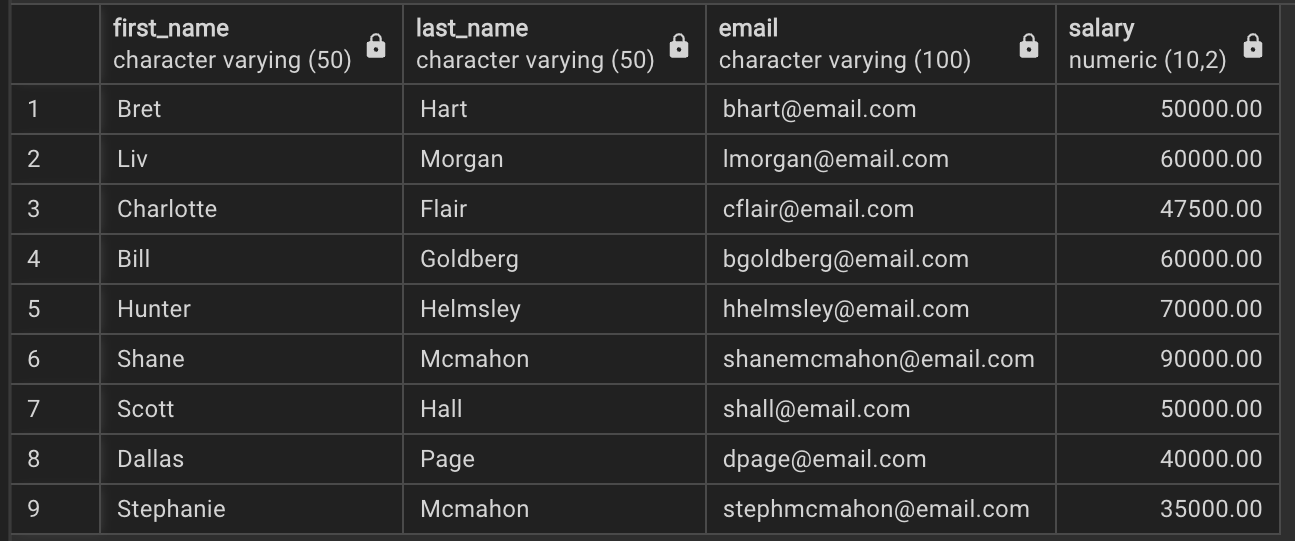 first_name last_name email salary
character varying (50) character varying (50) character varying (100) numeric (10,2)
1 Bret Hart bhart@email.com 50000.00
2 Liv Morgan lmorgan@email.com 60000.00
3 Charlotte Flair cflair@email.com 47500.00
4 Bill Goldberg bgoldberg@email.com 60000.00
5 Hunter Helmsley hhelmsley@email.com 70000.00
6 Shane Mcmahon shanemcmahon@email.com 90000.00
7 Scott Hall shall@email.com 50000.00
8 Dallas Page dpage@email.com 40000.00
9 Stephanie Mcmahon stephmcmahon@email.com 35000.00